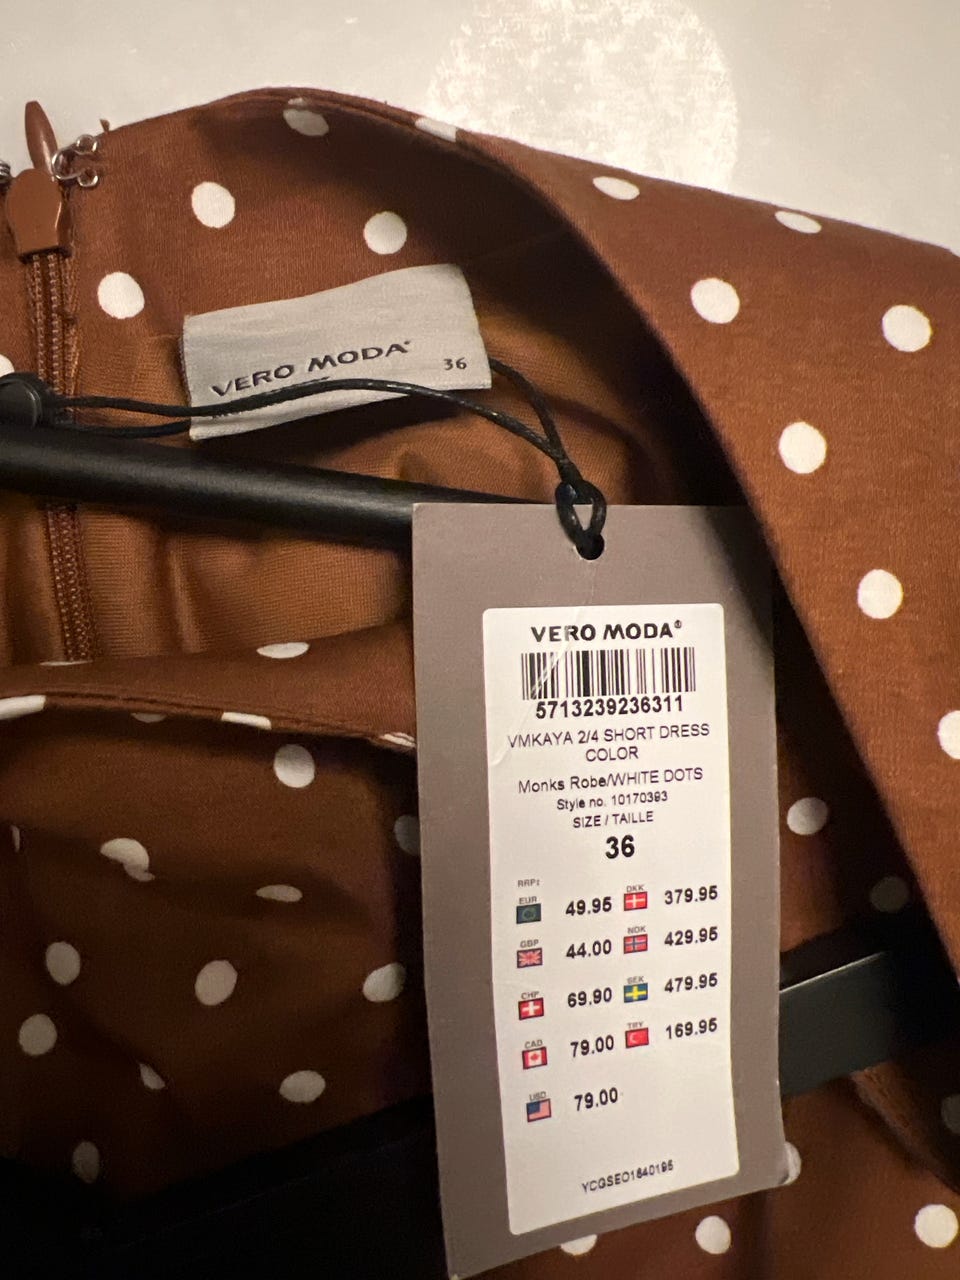 VERO MODA®
36
VERO MODA®
5713239236311
VMKAYA 2/4 SHORT DRESS
COLOR
Monks Robe/WHITE DOTS
Style no. 10170393
SIZE / TAILLE
36
RRP:
EUR 49.95 DKK 379.95
GBP 44.00 NOK 429.95
CHF 69.90 SEK 479.95
CAD 79.00 TRY 169.95
USD 79.00
YCGSEO1640195